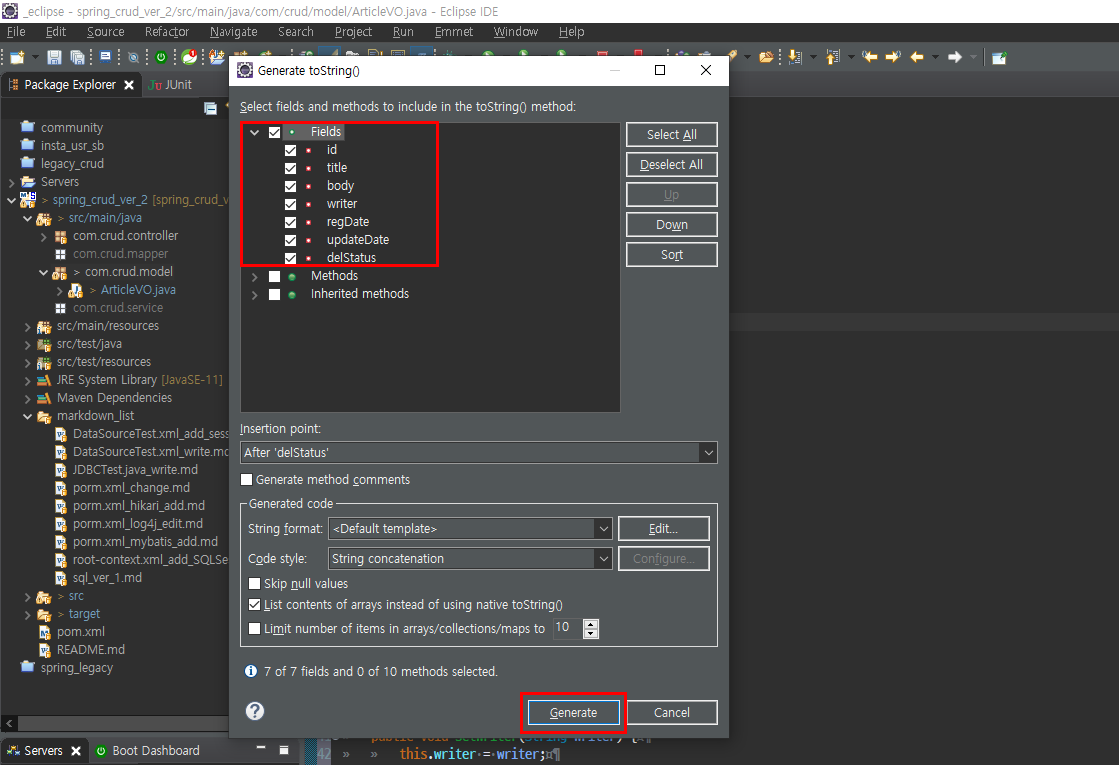 _eclipse - spring_crud_ver_2/src/main/java/com/crud/model/ArticleVO.java - Eclipse IDE
File Edit Source Refactor Navigate Search Project Run Emmet Window Help
Package Explorer JUnit
community
insta_usr_sb
legacy_crud
Servers
> spring_crud_ver_2 [spring_crud_v
> src/main/java
com.crud.controller
com.crud.mapper
> com.crud.model
> ArticleVO.java
com.crud.service
src/main/resources
src/test/java
src/test/resources
JRE System Library [JavaSE-11]
Maven Dependencies
markdown_list
DataSourceTest.xml_add_sess
DataSourceTest.xml_write.md
JDBCTest.java_write.md
porm.xml_change.md
porm.xml_hikari_add.md
porm.xml_log4j_edit.md
porm.xml_mybatis_add.md
root-context.xml_add_SQLSe
sql_ver_1.md
> src
> target
pom.xml
README.md
spring_legacy
Servers Boot Dashboard
Generate toString()
Select fields and methods to include in the toString() method:
Fields
id
title
body
writer
regDate
updateDate
delStatus
Methods
Inherited methods
Select All
Deselect All
Up
Down
Sort
Insertion point:
After 'delStatus'
Generate method comments
Generated code
String format: <Default template> Edit...
Code style: String concatenation Configure...
Skip null values
List contents of arrays instead of using native toString()
Limit number of items in arrays/collections/maps to 10
7 of 7 fields and 0 of 10 methods selected.
Generate Cancel
public void setWriter(String writer) {
42 » » this.writer = writer;¤¶